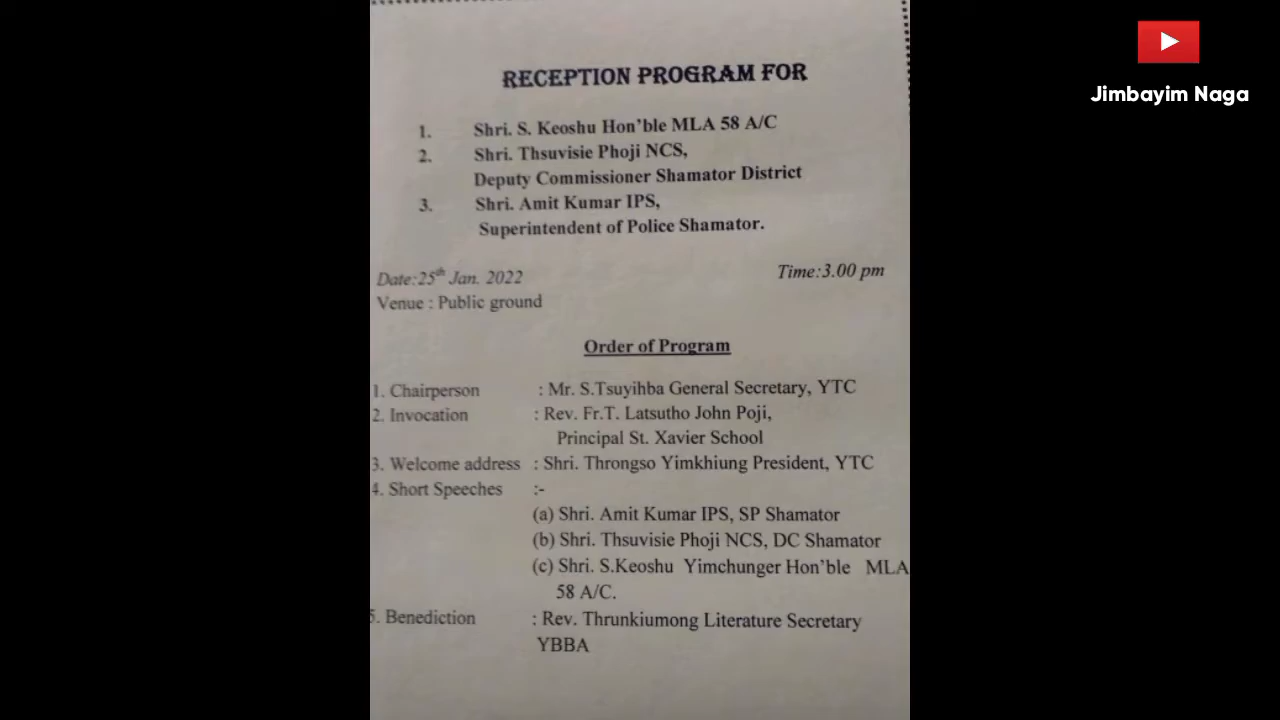 Jimbayim Naga
RECEPTION PROGRAM FOR
1. Shri. S. Keoshu Hon'ble MLA 58 A/C
2. Shri. Thsuvisie Phoji NCS,
Deputy Commissioner Shamator District
3. Shri. Amit Kumar IPS,
Superintendent of Police Shamator.
Date:25th Jan. 2022 Time:3.00 pm
Venue : Public ground
Order of Program
1. Chairperson : Mr. S.Tsuyihba General Secretary, YTC
2. Invocation : Rev. Fr.T. Latsutho John Poji,
Principal St. Xavier School
3. Welcome address : Shri. Throngso Yimkhiung President, YTC
4. Short Speeches :-
(a) Shri. Amit Kumar IPS, SP Shamator
(b) Shri. Thsuvisie Phoji NCS, DC Shamator
(c) Shri. S.Keoshu Yimchunger Hon'ble MLA
58 A/C.
5. Benediction : Rev. Thrunkiumong Literature Secretary
YBBA